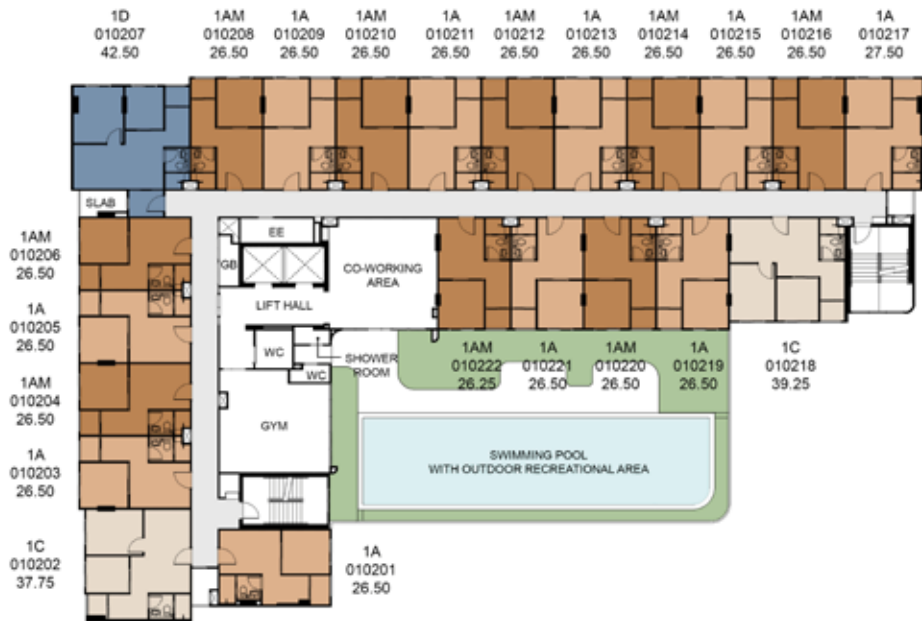 1D
010207
42.50
1AM
010208
26.50
1A
010209
26.50
1AM
010210
26.50
1A
010211
26.50
1AM
010212
26.50
1A
010213
26.50
1AM
010214
26.50
1A
010215
26.50
1AM
010216
26.50
1A
010217
27.50
SLAB
1AM
010206
26.50
1A
010205
26.50
1AM
010204
26.50
1A
010203
26.50
1C
010202
37.75
EE
GB
LIFT HALL
CO-WORKING
AREA
WC
SHOWER
ROOM
WC
GYM
1AM
010222
26.25
1A
010221
26.50
1AM
010220
26.50
1A
010219
26.50
1C
010218
39.25
SWIMMING POOL
WITH OUTDOOR RECREATIONAL AREA
1A
010201
26.50